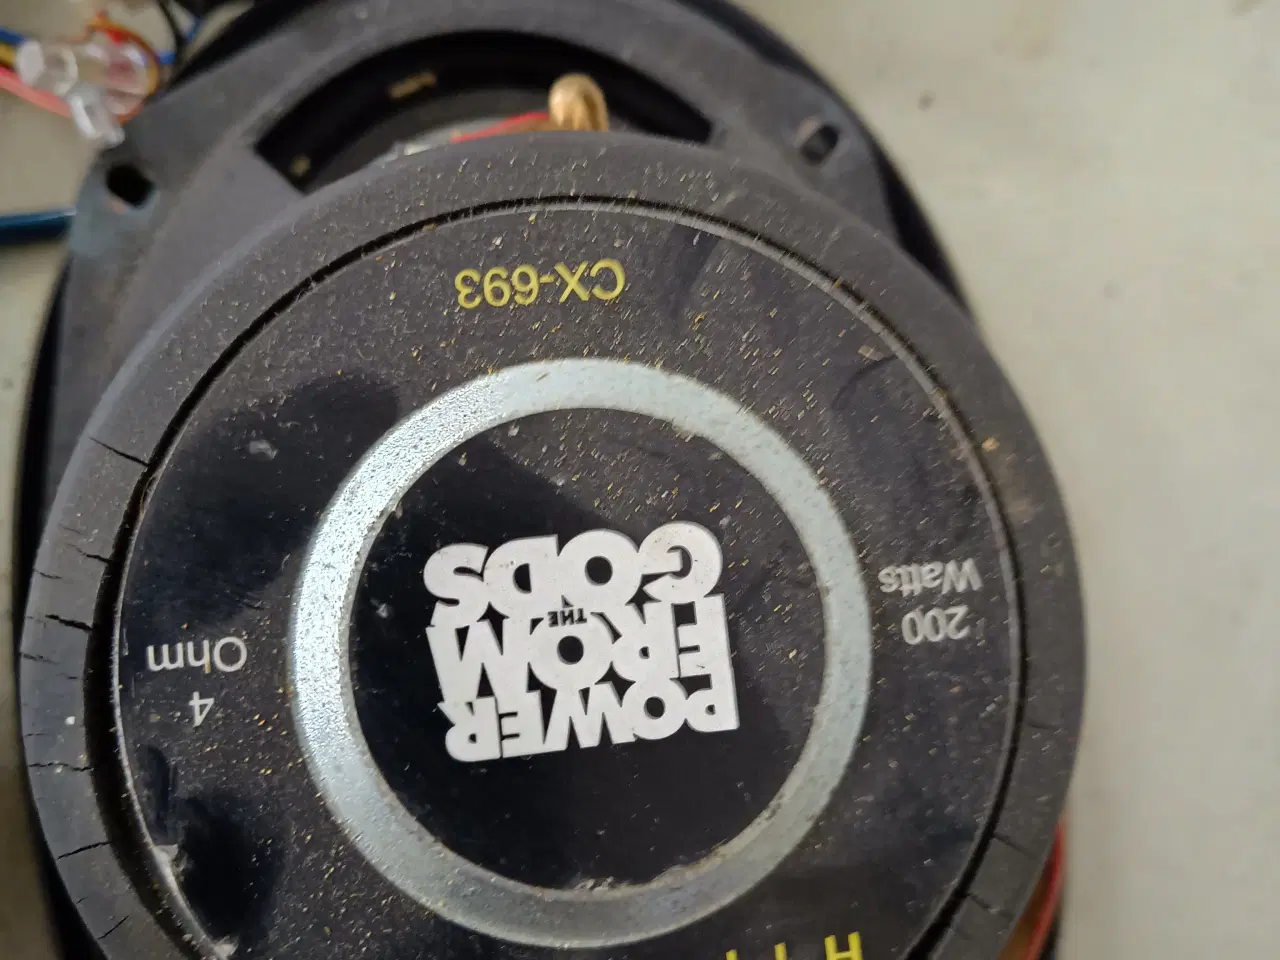 CX-693
POWER
FROM
THE
GODS
4
Ohm
200
Watts